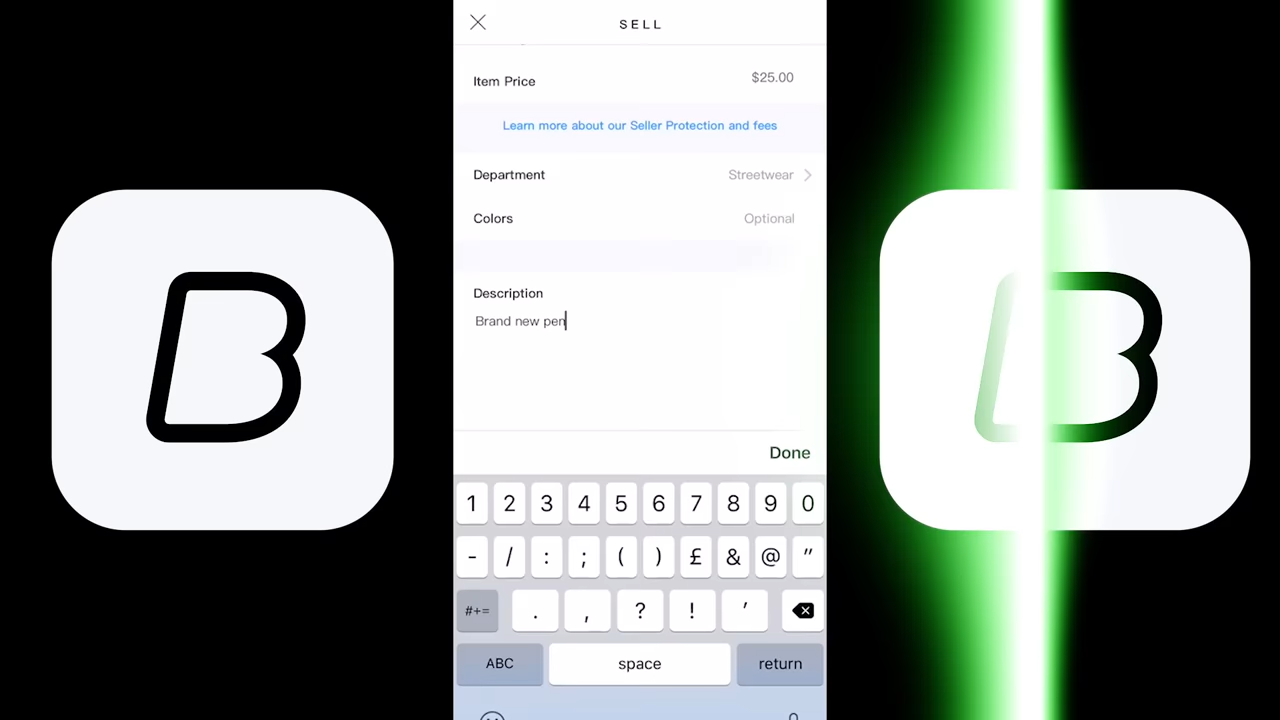 SELL
Item Price
$25.00
Learn more about our Seller Protection and fees
Department
Streetwear
Colors
Optional
Description
Brand new pen
Done
1 2 3 4 5 6 7 8 9 0
- / : ; ( ) £ & @ "
#+= . , ? ! '
ABC space return
B
B